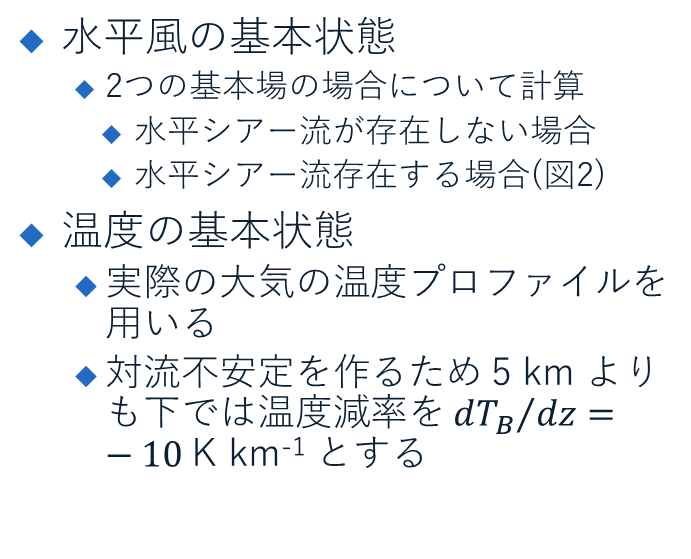 ◆ 水平風の基本状態
◆ 2つの基本場の場合について計算
◆ 水平シアー流が存在しない場合
◆ 水平シアー流存在する場合(図2)
◆ 温度の基本状態
◆ 実際の大気の温度プロファイルを
用いる
◆ 対流不安定を作るため 5 km より
も下では温度減率を dT_B/dz =
− 10 K km⁻¹ とする